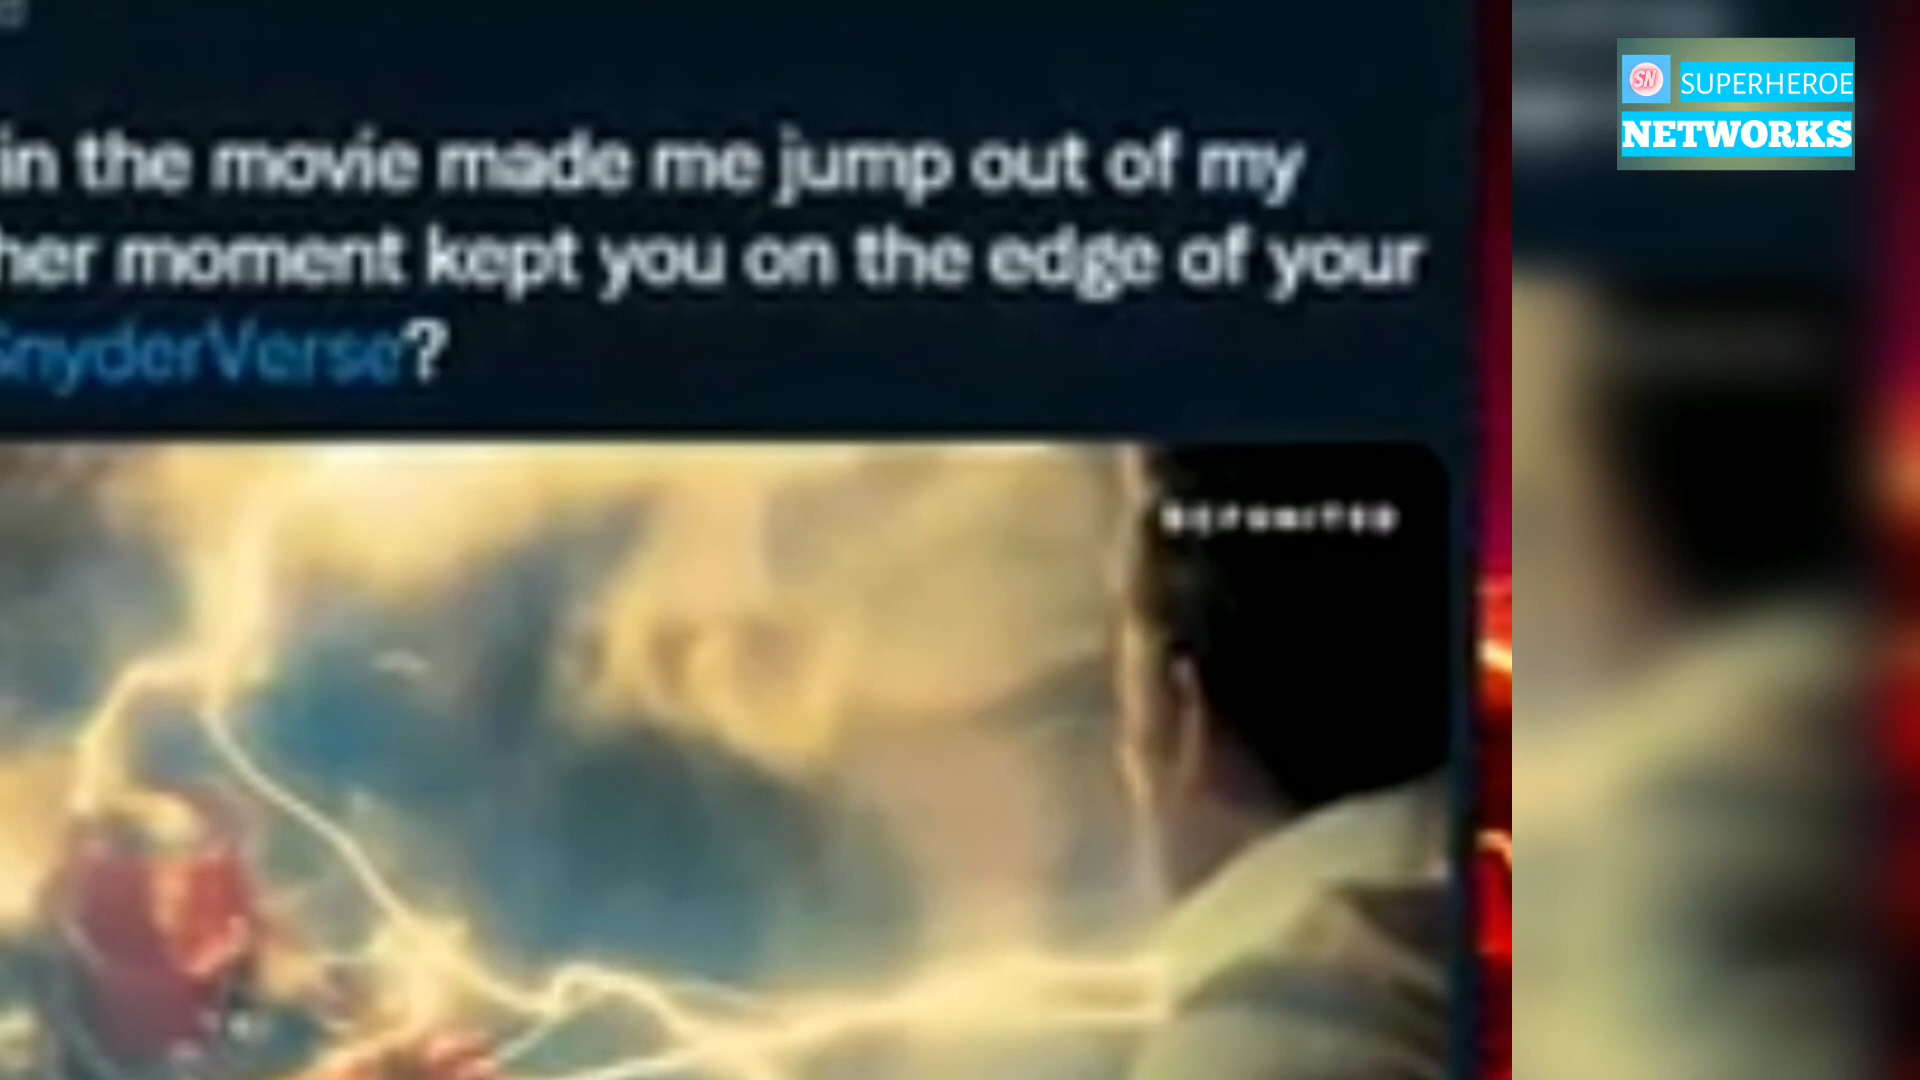 in the movie made me jump out of my
her moment kept you on the edge of your
SnyderVerse?
SN SUPERHEROE
NETWORKS